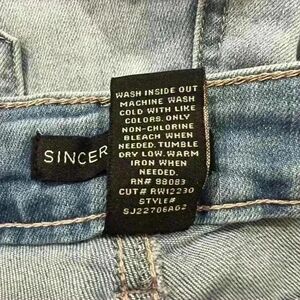 SINCER
WASH INSIDE OUT
MACHINE WASH
COLD WITH LIKE
COLORS. ONLY
NON-CHLORINE
BLEACH WHEN
NEEDED. TUMBLE
DRY LOW. WARM
IRON WHEN
NEEDED.
RN# 98083
CUT# RW12230
STYLE#
SJ22706AG2